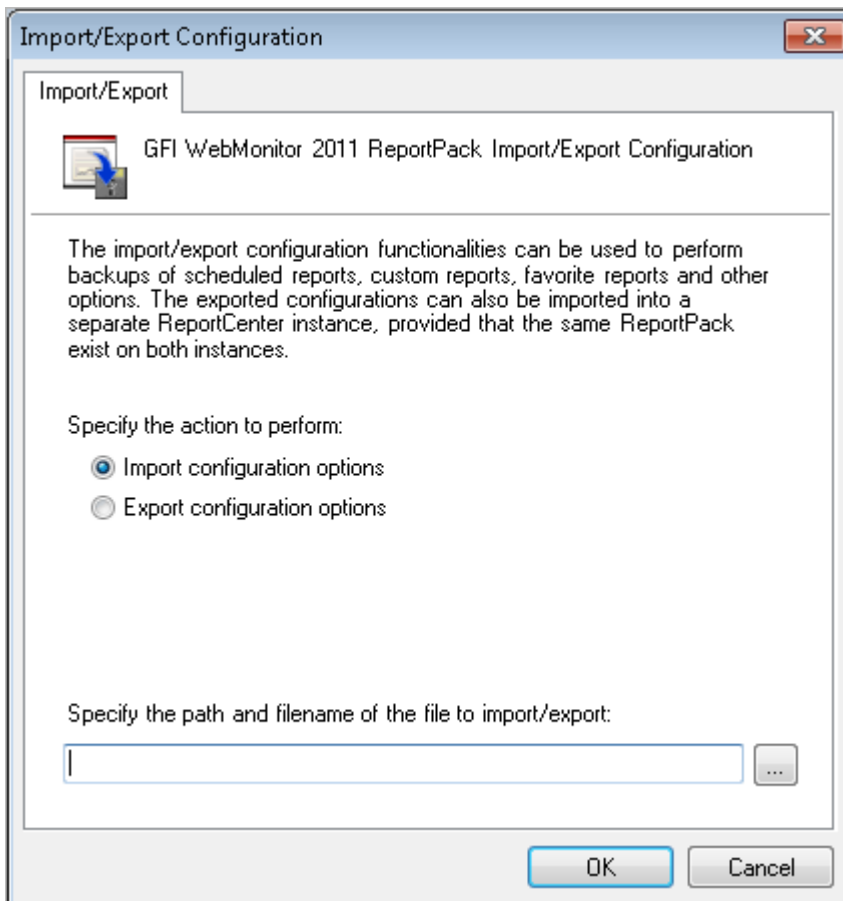 Import/Export Configuration
Import/Export
GFI WebMonitor 2011 ReportPack Import/Export Configuration
The import/export configuration functionalities can be used to perform
backups of scheduled reports, custom reports, favorite reports and other
options. The exported configurations can also be imported into a
separate ReportCenter instance, provided that the same ReportPack
exist on both instances.
Specify the action to perform:
Import configuration options
Export configuration options
Specify the path and filename of the file to import/export:
...
OK
Cancel